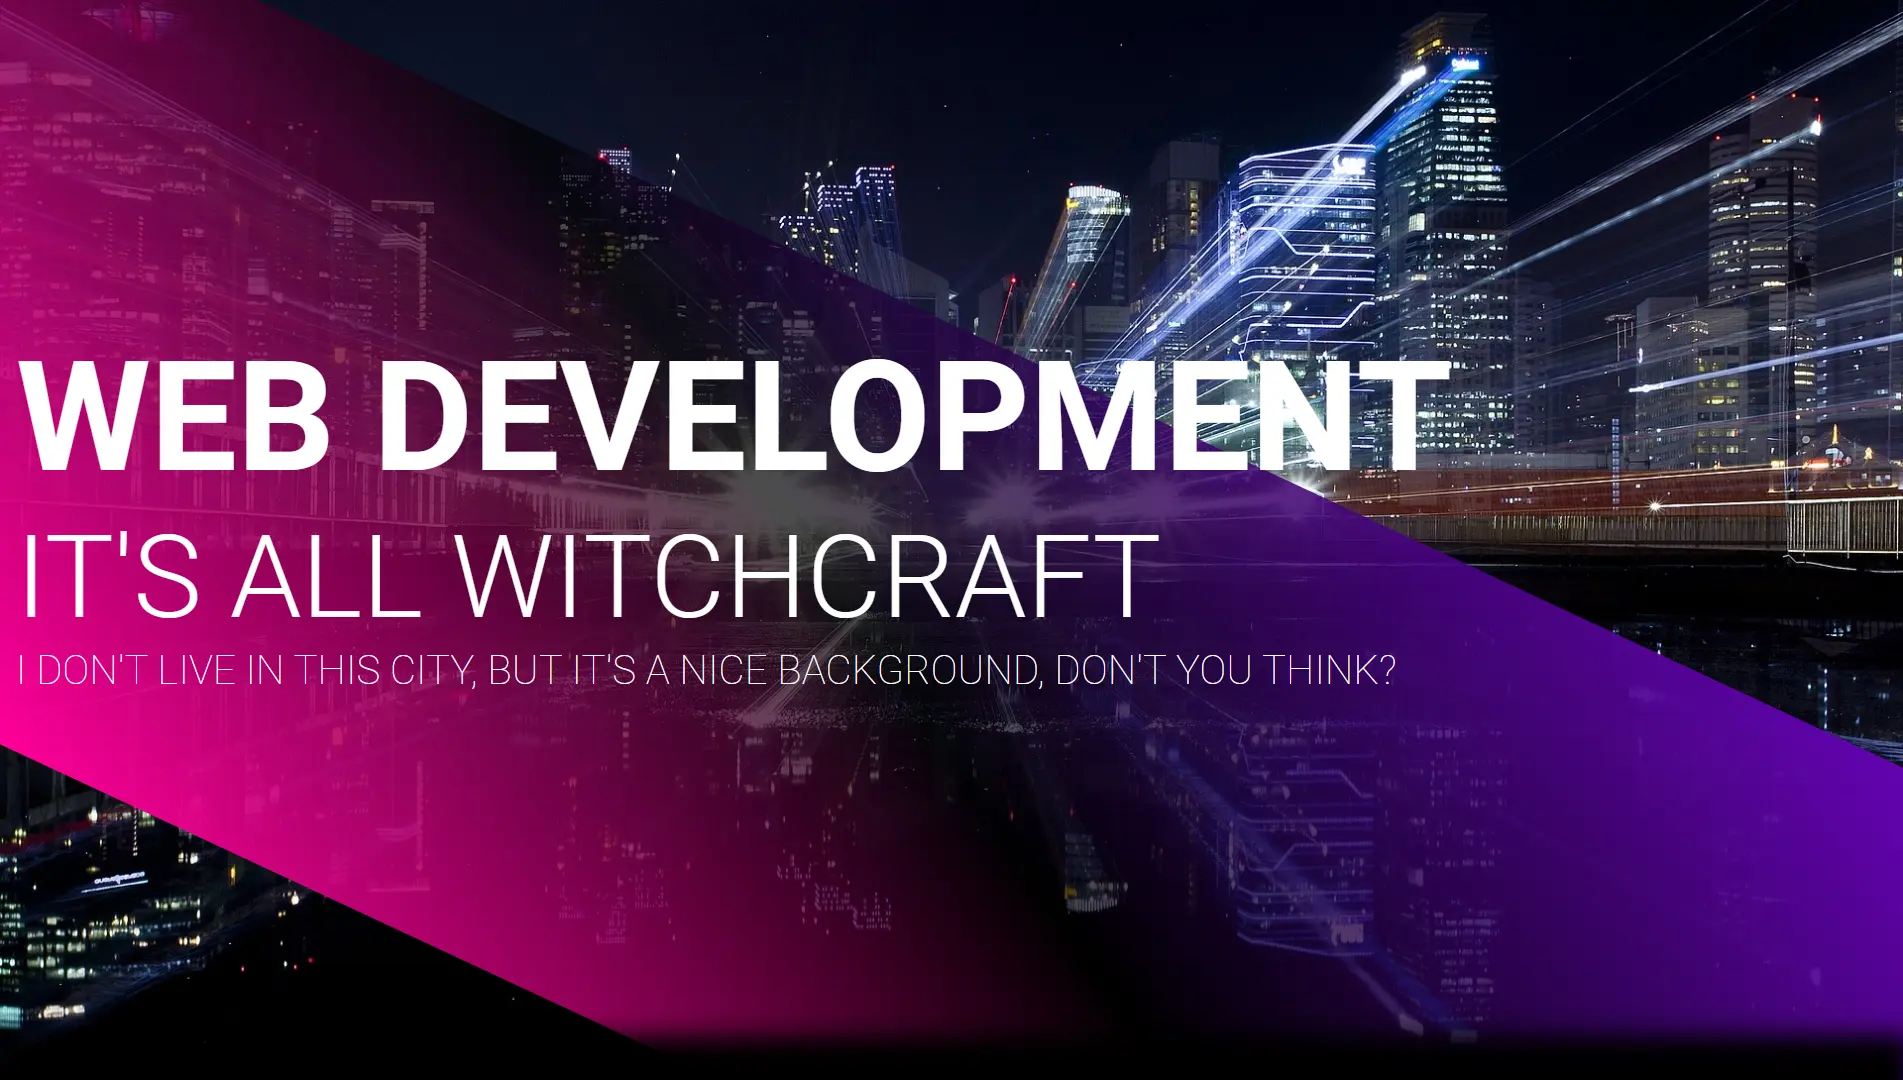 WEB DEVELOPMENT
IT'S ALL WITCHCRAFT
I DON'T LIVE IN THIS CITY, BUT IT'S A NICE BACKGROUND, DON'T YOU THINK?